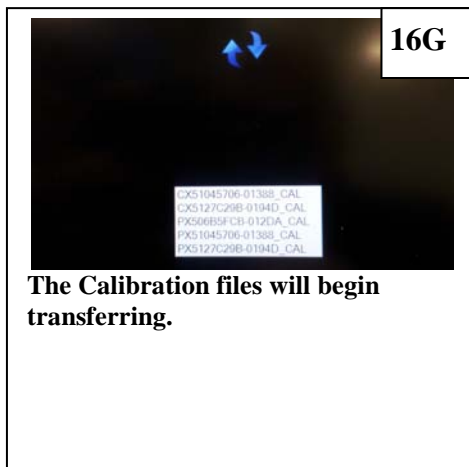 16G
CX51045706-01388_CAL
CX5127C29B-0194D_CAL
PX506B5FCB-012DA_CAL
PX51045706-01388_CAL
PX5127C29B-0194D_CAL
The Calibration files will begin
transferring.